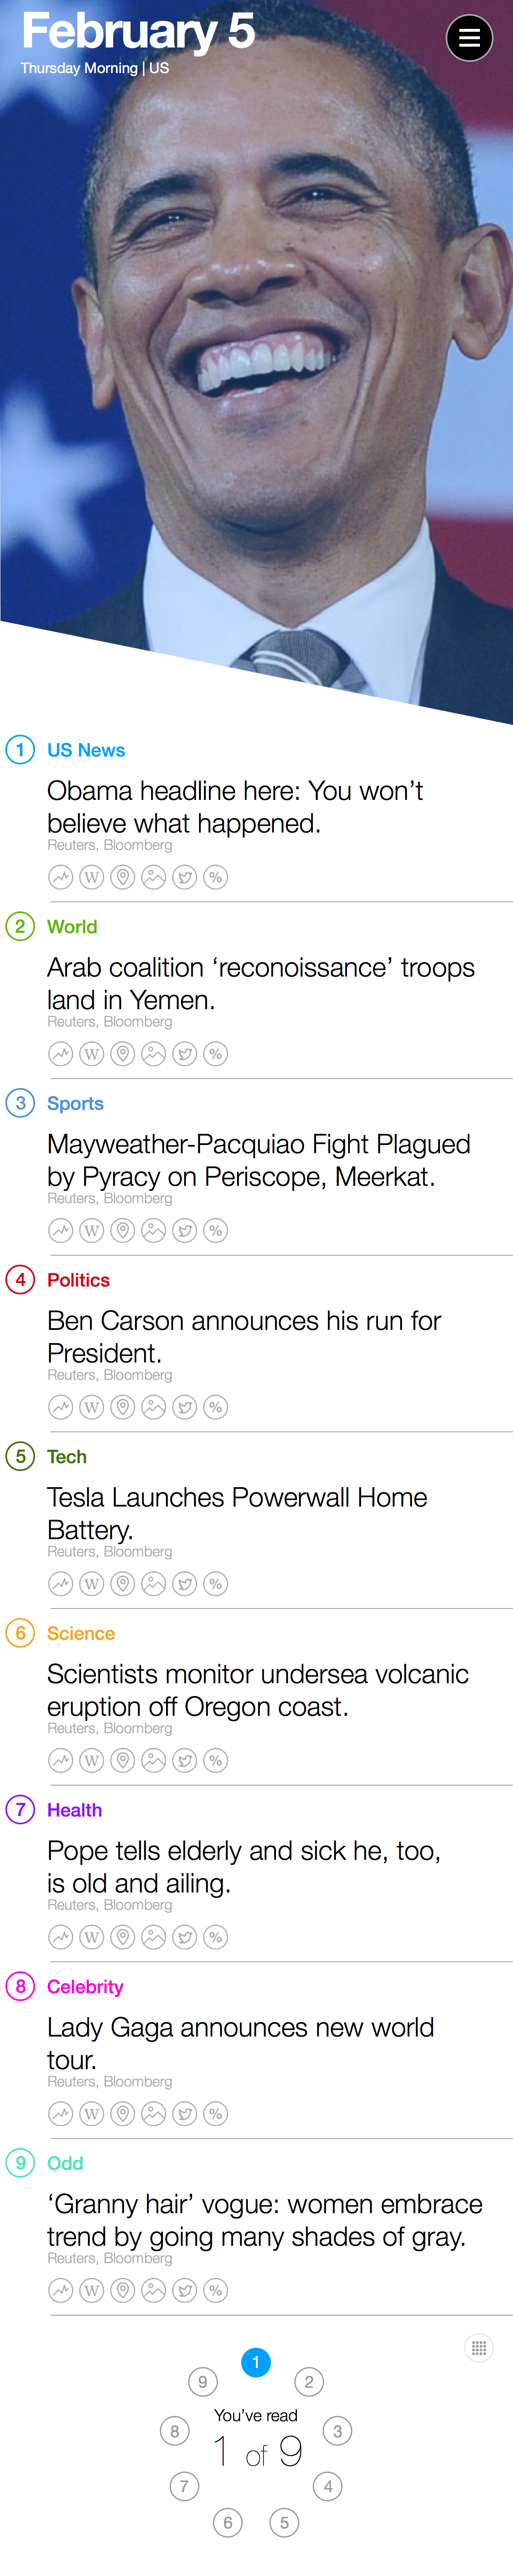 February 5
Thursday Morning | US
1 US News
Obama headline here: You won’t
believe what happened.
Reuters, Bloomberg
W %
2 World
Arab coalition ‘reconoissance’ troops
land in Yemen.
Reuters, Bloomberg
W %
3 Sports
Mayweather-Pacquiao Fight Plagued
by Pyracy on Periscope, Meerkat.
Reuters, Bloomberg
W %
4 Politics
Ben Carson announces his run for
President.
Reuters, Bloomberg
W %
5 Tech
Tesla Launches Powerwall Home
Battery.
Reuters, Bloomberg
W %
6 Science
Scientists monitor undersea volcanic
eruption off Oregon coast.
Reuters, Bloomberg
W %
7 Health
Pope tells elderly and sick he, too,
is old and ailing.
Reuters, Bloomberg
W %
8 Celebrity
Lady Gaga announces new world
tour.
Reuters, Bloomberg
W %
9 Odd
‘Granny hair’ vogue: women embrace
trend by going many shades of gray.
Reuters, Bloomberg
W %
1
9 2
You’ve read
8 3
1 of 9
7 4
6 5